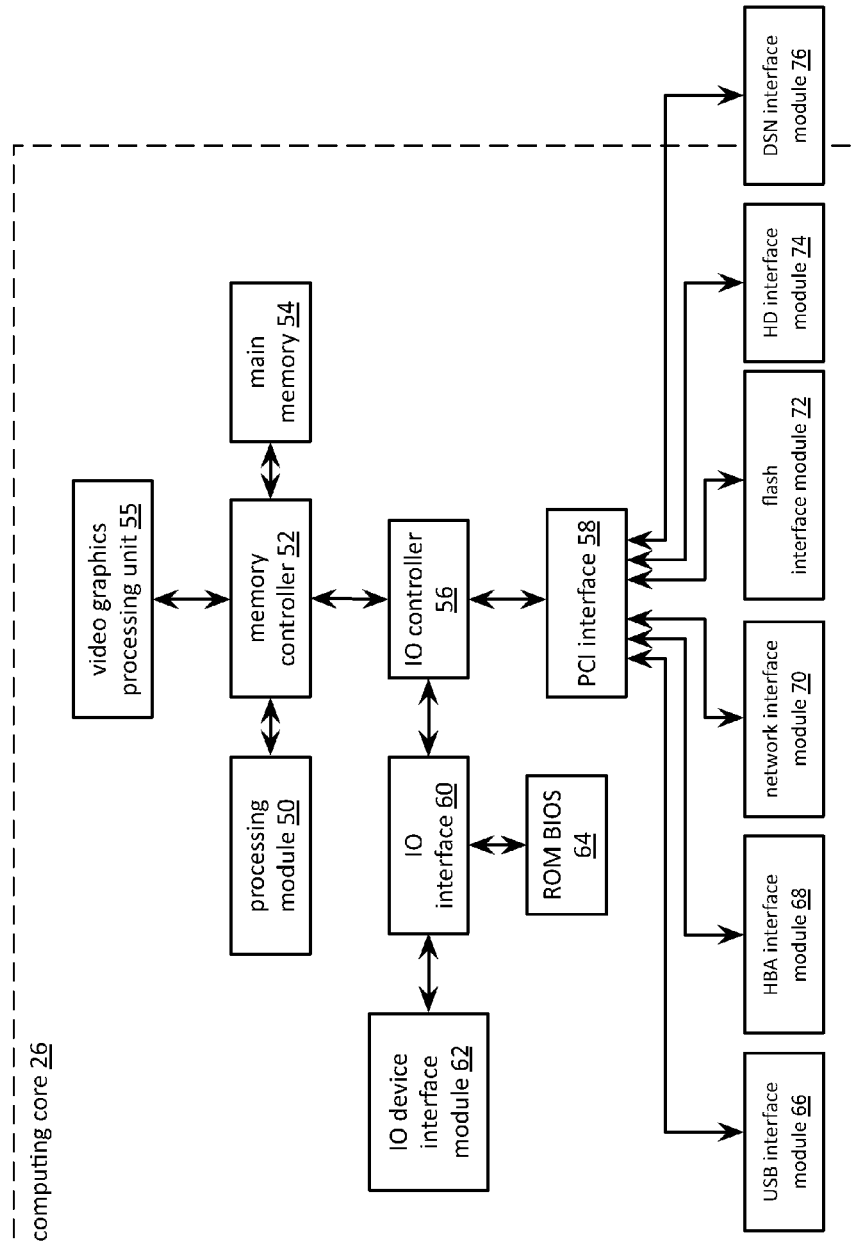 computing core 26
video graphics
processing unit 55
processing
module 50
memory
controller 52
main
memory 54
IO device
interface
module 62
IO
interface 60
IO controller
56
ROM BIOS
64
PCI interface 58
USB interface
module 66
HBA interface
module 68
network interface
module 70
flash
interface module 72
HD interface
module 74
DSN interface
module 76